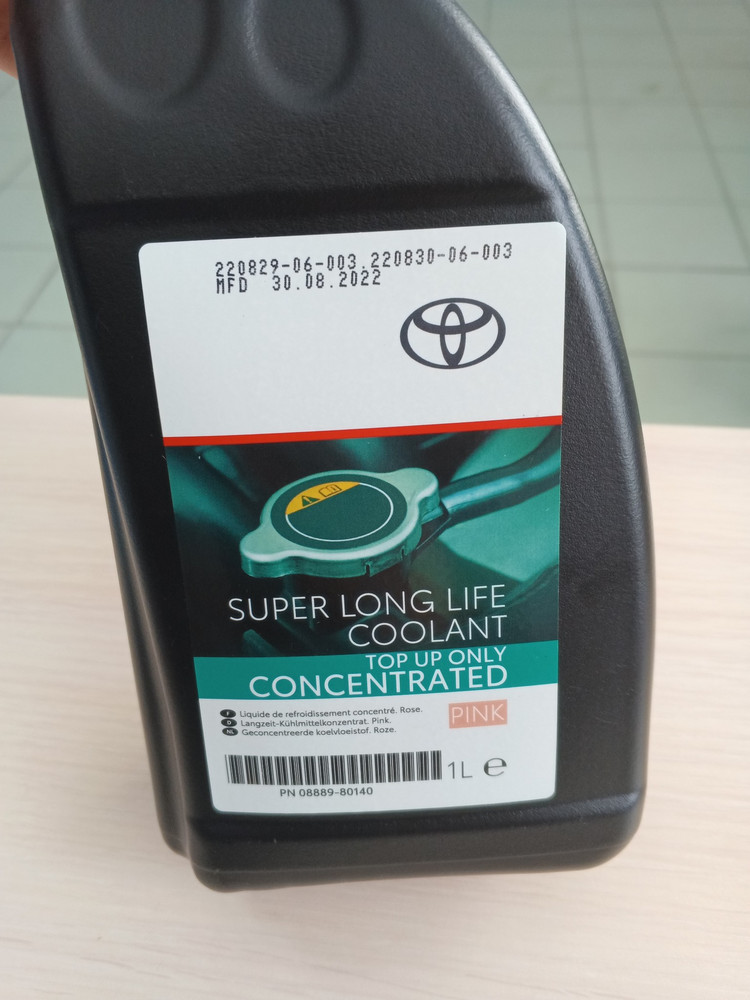 220829-06-003.220830-06-003
MFD 30.08.2022
SUPER LONG LIFE
COOLANT
TOP UP ONLY
CONCENTRATED
F Liquide de refroidissement concentré. Rose.
D Langzeit-Kühlmittelkonzentrat. Pink.
NL Geconcentreerde koelvloeistof. Roze.
PINK
1L ℮
PN 08889-80140